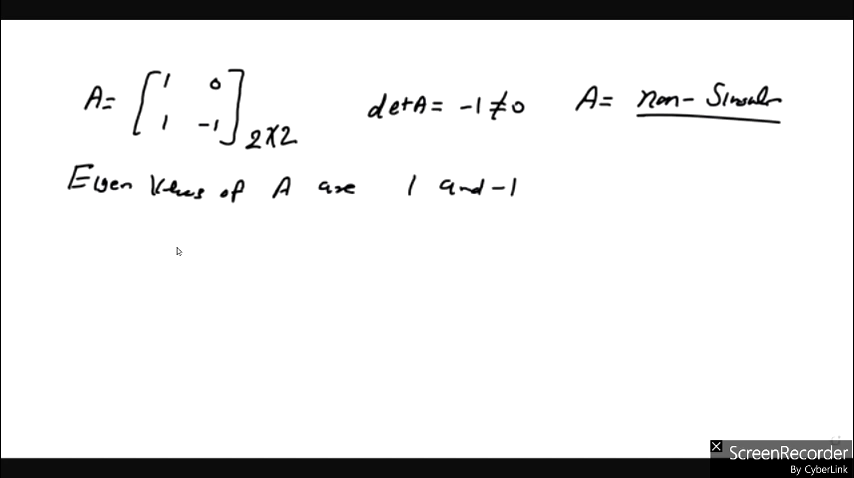 A= [1 0 1 -1] 2x2 detA = -1≠0 A= non-Singular
Eigen Values of A are 1 and -1
ScreenRecorder
By CyberLink